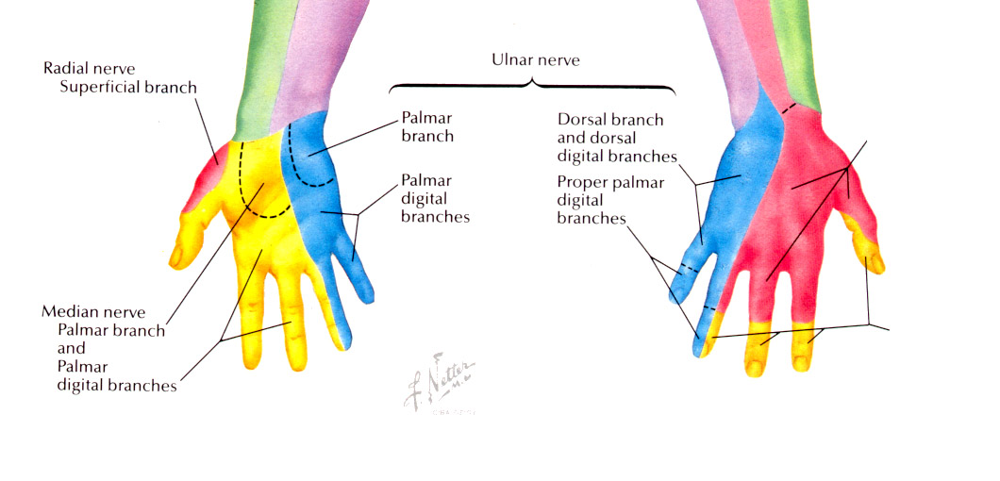 Ulnar nerve
Radial nerve
Superficial branch
Palmar
branch
Palmar
digital
branches
Dorsal branch
and dorsal
digital branches
Proper palmar
digital
branches
Median nerve
Palmar branch
and
Palmar
digital branches
F. Netter
M.D.